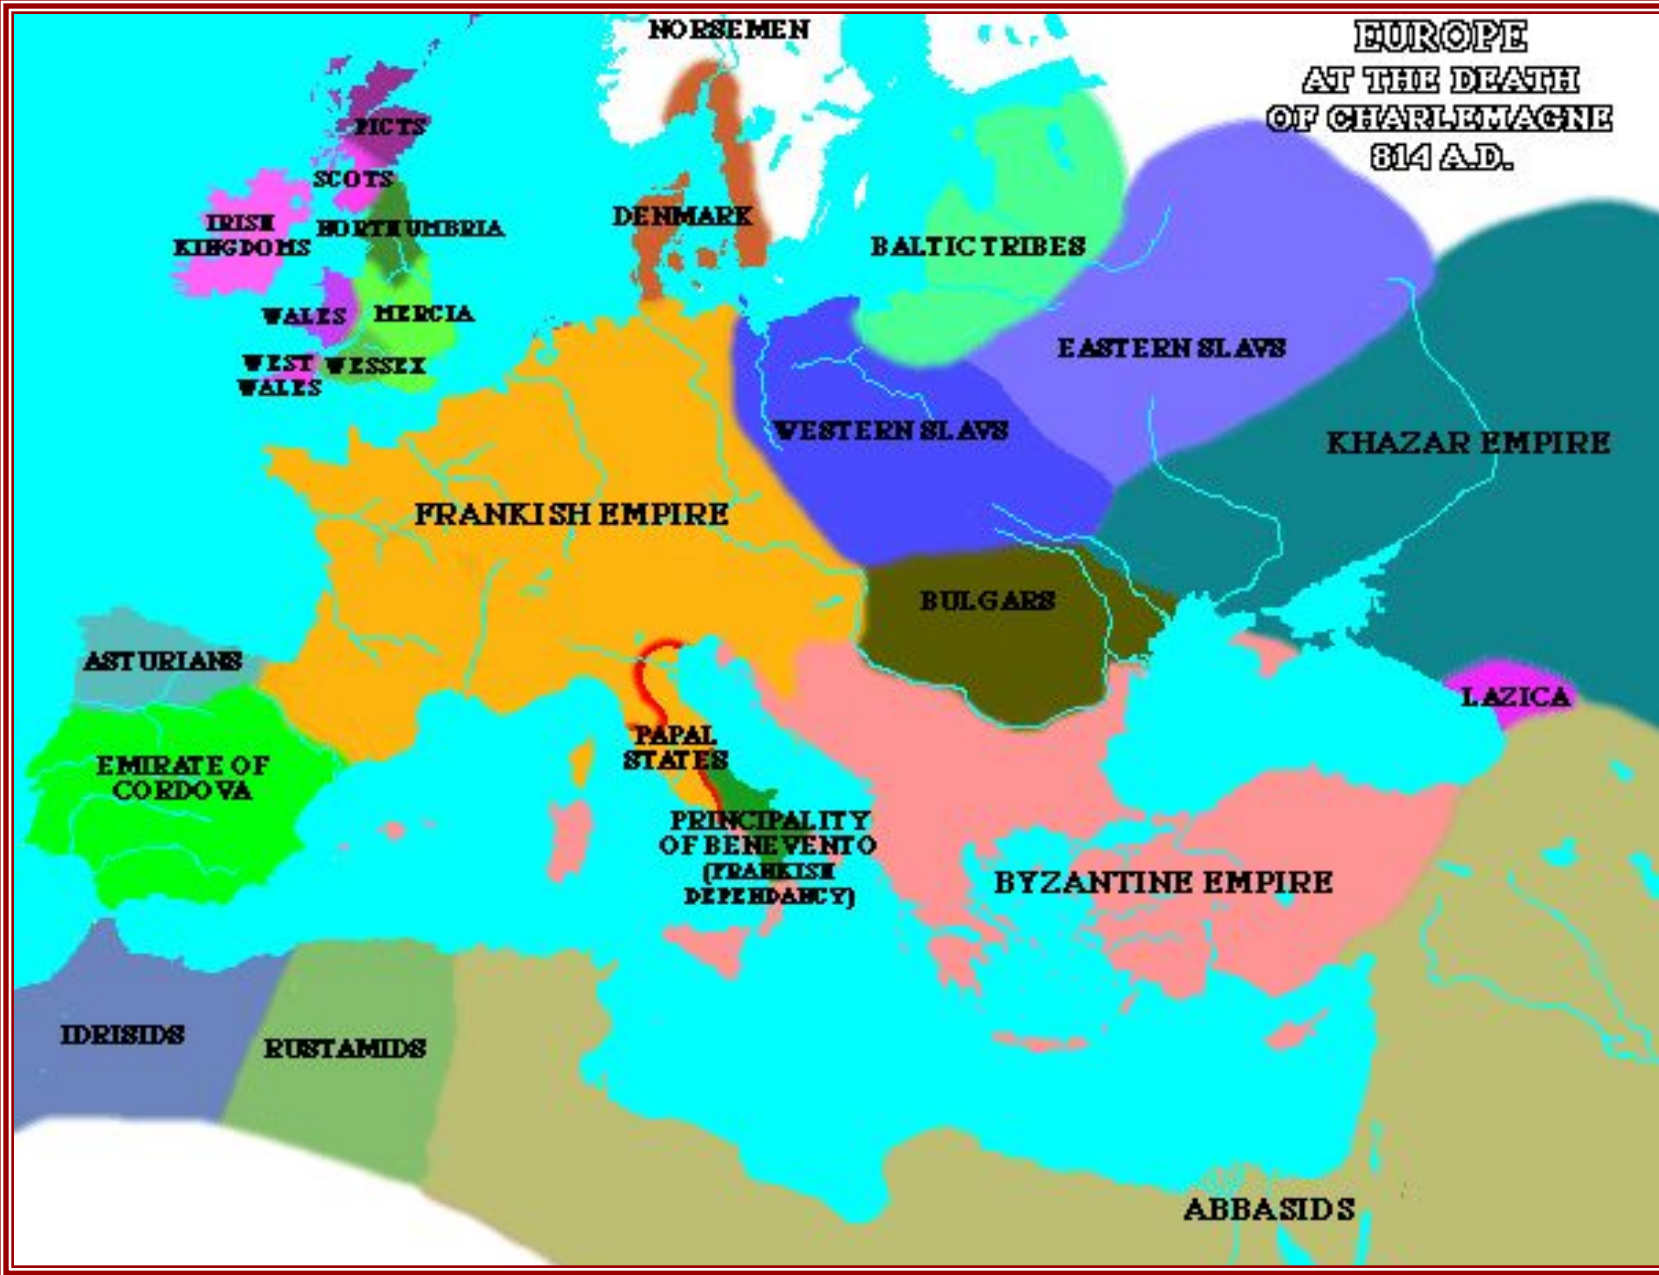 NORSEMEN
EUROPE
AT THE DEATH
OF CHARLEMAGNE
814 A.D.
PICTS
SCOTS
IRISH
KINGDOMS
NORTHUMBRIA
DENMARK
BALTIC TRIBES
WALES
MERCIA
WEST
WALES
WESSEX
EASTERN SLAVS
WESTERN SLAVS
KHAZAR EMPIRE
FRANKISH EMPIRE
BULGARS
ASTURIANS
LAZICA
PAPAL
STATES
EMIRATE OF
CORDOVA
PRINCIPALITY
OF BENEVENTO
(FRANKISH
DEPENDANCY)
BYZANTINE EMPIRE
IDRISIDS
RUSTAMIDS
ABBASIDS